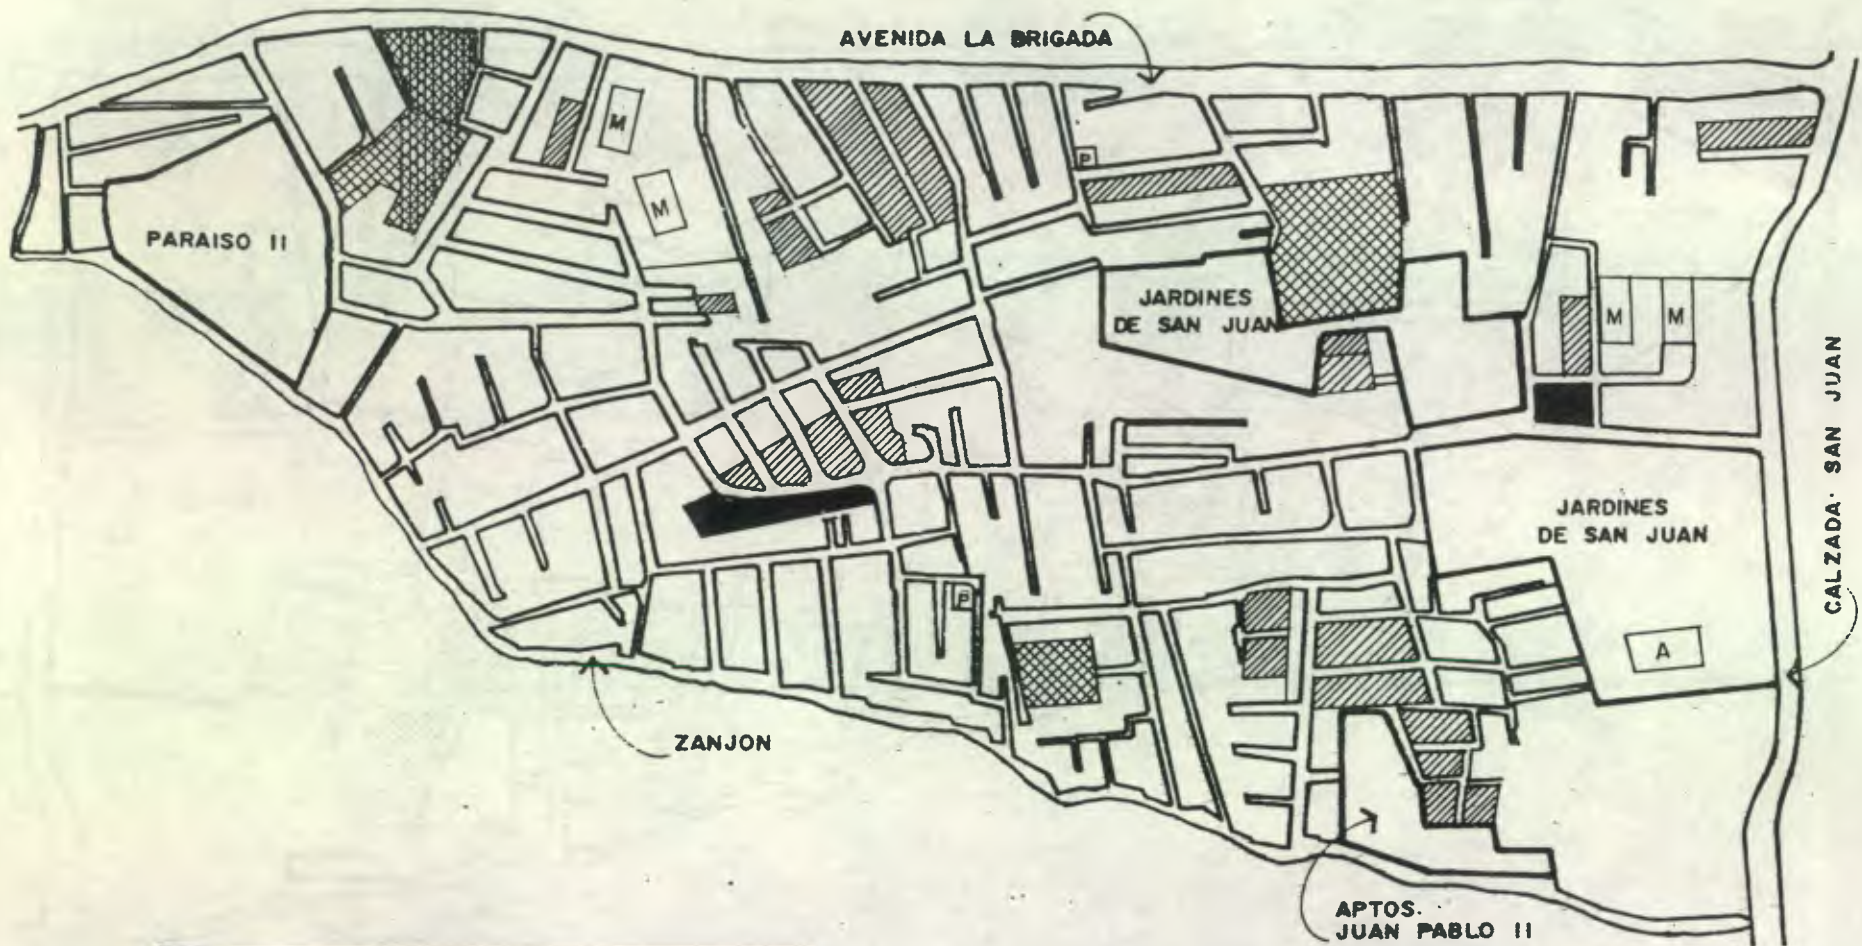 AVENIDA LA BRIGADA
M
M
P
PARAISO II
JARDINES
DE SAN JUAN
M
M
CALZADA SAN JUAN
JARDINES
DE SAN JUAN
P
A
ZANJON
APTOS.
JUAN PABLO II